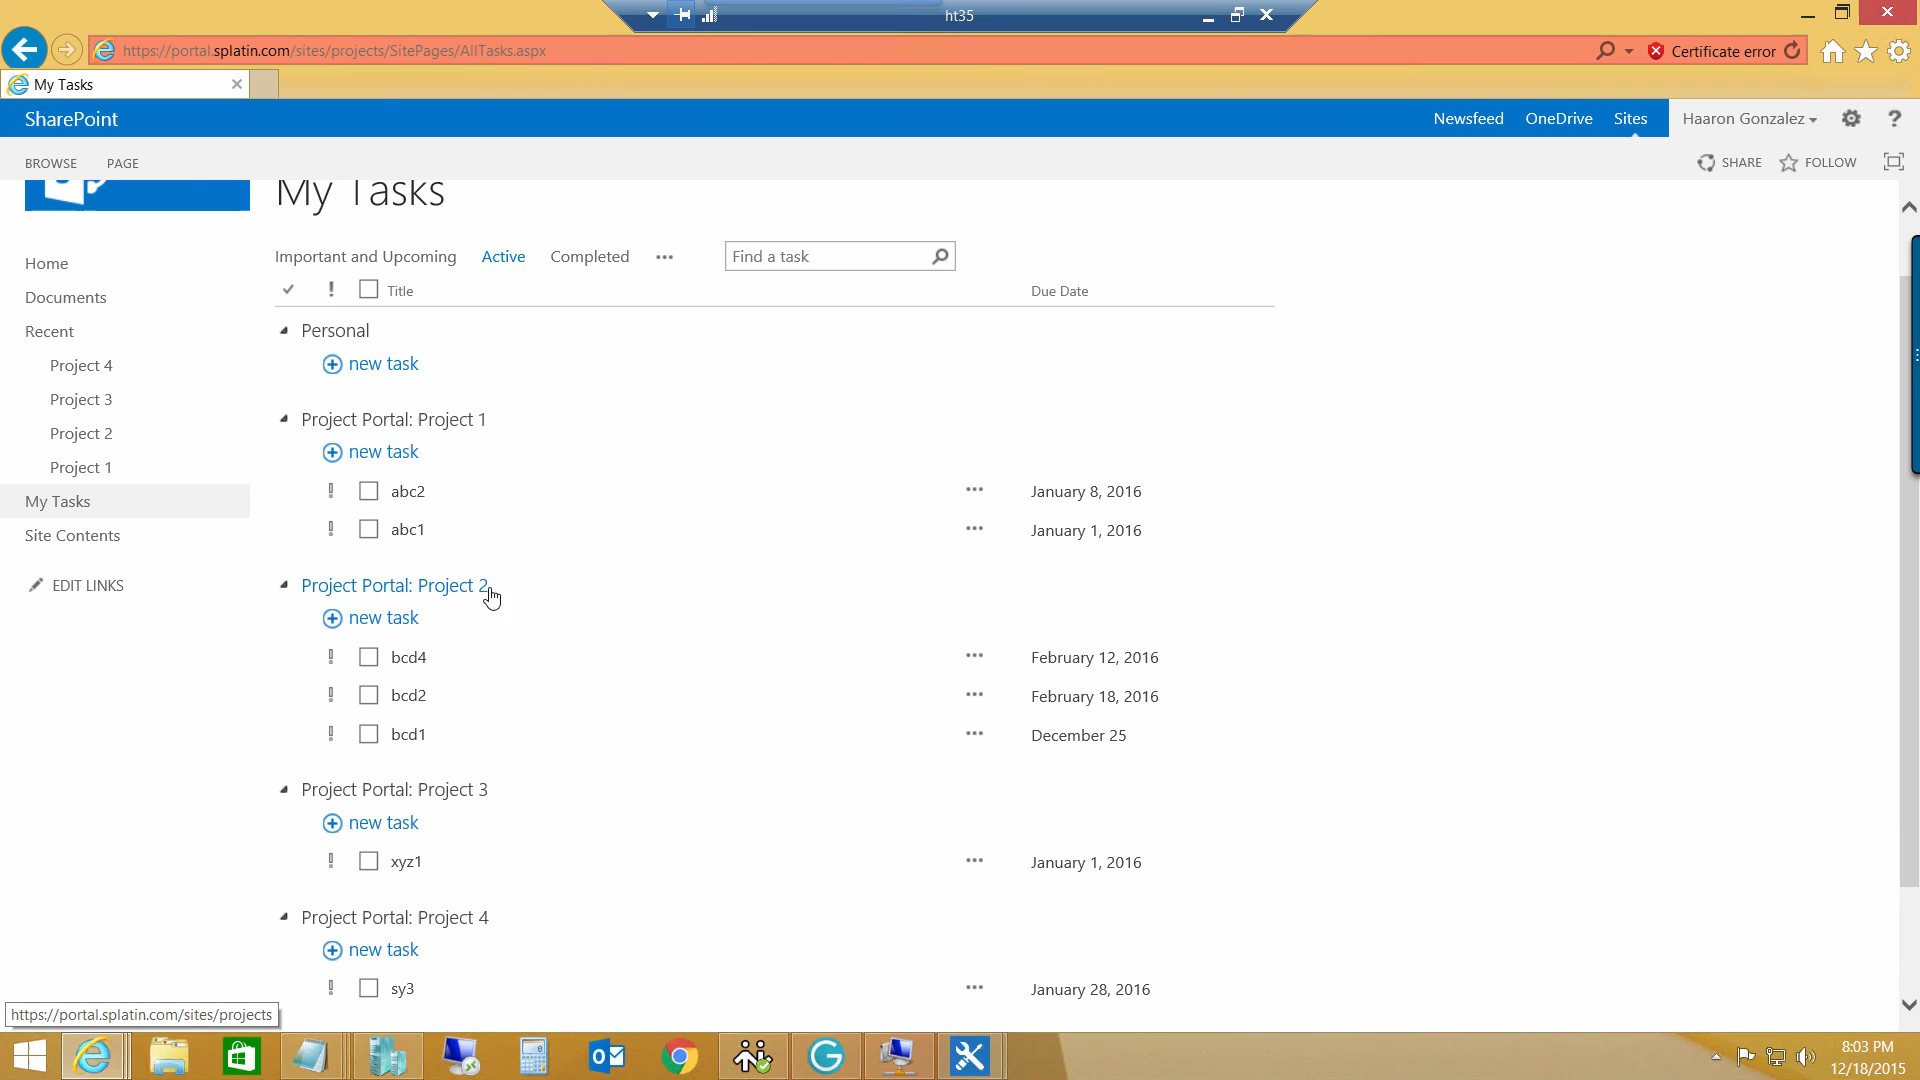 ht35
https://portal.splatin.com/sites/projects/SitePages/AllTasks.aspx
Certificate error
My Tasks
SharePoint
Newsfeed OneDrive Sites Haaron Gonzalez ?
BROWSE PAGE
SHARE FOLLOW
My Tasks
Home
Documents
Recent
Project 4
Project 3
Project 2
Project 1
My Tasks
Site Contents
EDIT LINKS
Important and Upcoming Active Completed ••• Find a task
! Title Due Date
Personal
new task
Project Portal: Project 1
new task
! abc2 ••• January 8, 2016
! abc1 ••• January 1, 2016
Project Portal: Project 2
new task
! bcd4 ••• February 12, 2016
! bcd2 ••• February 18, 2016
! bcd1 ••• December 25
Project Portal: Project 3
new task
! xyz1 ••• January 1, 2016
Project Portal: Project 4
new task
! sy3 ••• January 28, 2016
https://portal.splatin.com/sites/projects
8:03 PM
12/18/2015